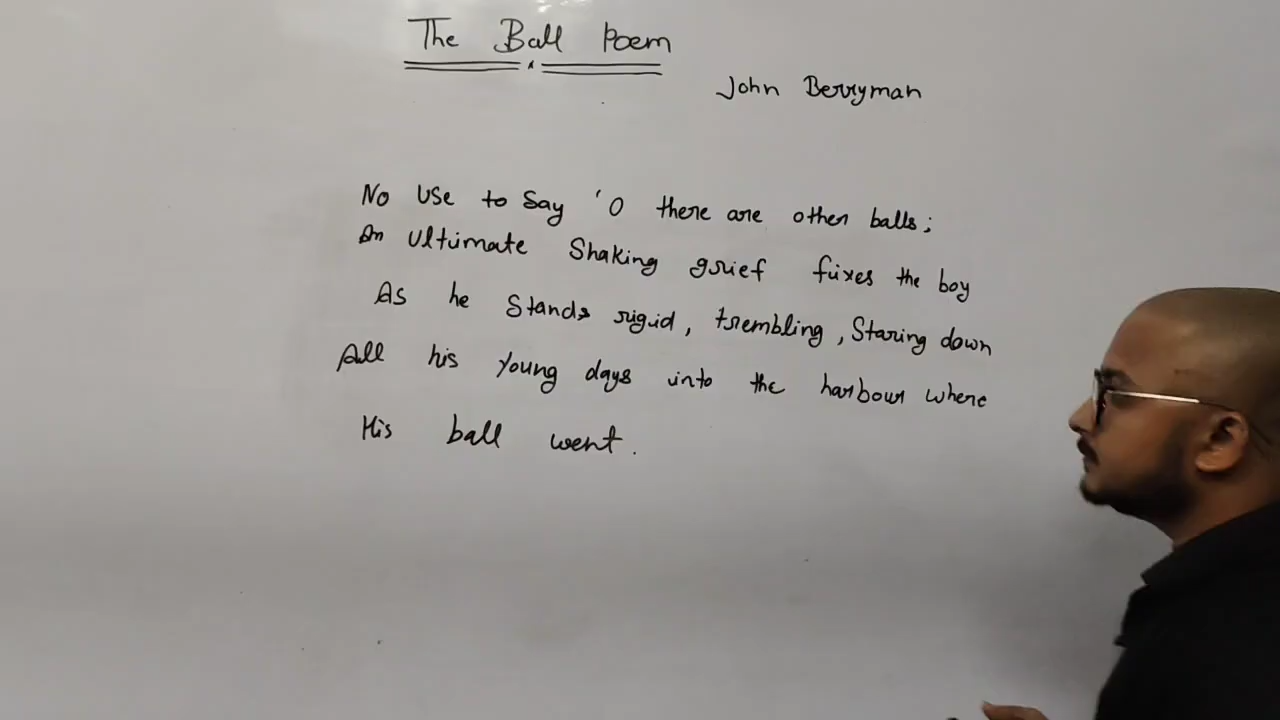 The Ball Poem
John Berryman
No use to say 'O there are other balls;
An ultimate shaking grief fixes the boy
As he stands rigid, trembling, staring down
All his young days into the harbour where
His ball went.